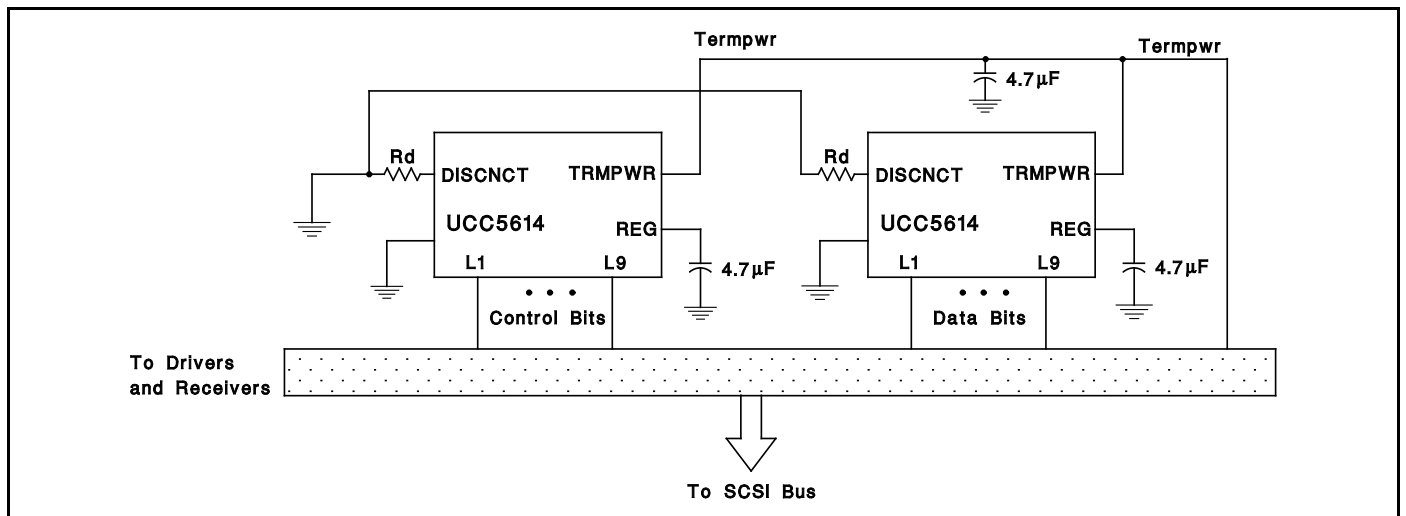 Termpwr
Termpwr
4.7µF
Rd
DISCNCT
TRMPWR
UCC5614
REG
L1
L9
4.7µF
Control Bits
Rd
DISCNCT
TRMPWR
UCC5614
REG
L1
L9
4.7µF
Data Bits
To Drivers
and Receivers
To SCSI Bus